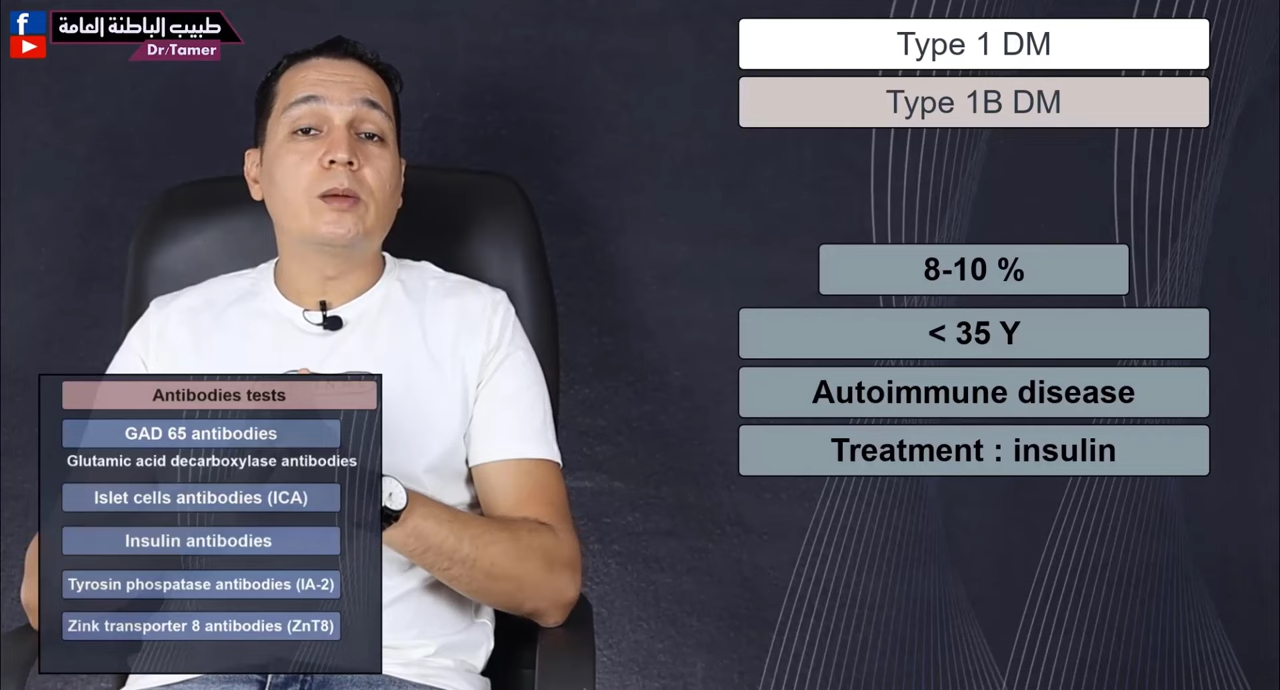 f
طبيب الباطنة العامة
Dr/Tamer
Type 1 DM
Type 1B DM
8-10 %
< 35 Y
Autoimmune disease
Treatment : insulin
Antibodies tests
GAD 65 antibodies
Glutamic acid decarboxylase antibodies
Islet cells antibodies (ICA)
Insulin antibodies
Tyrosin phospatase antibodies (IA-2)
Zink transporter 8 antibodies (ZnT8)